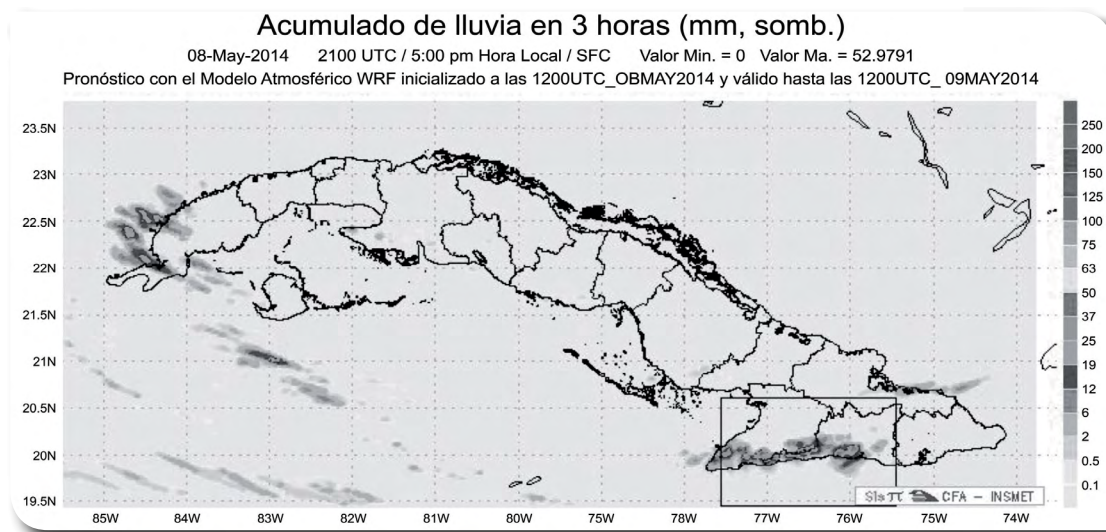 Acumulado de lluvia en 3 horas (mm, somb.)
08-May-2014 2100 UTC / 5:00 pm Hora Local / SFC Valor Min. = 0 Valor Ma. = 52.9791
Pronóstico con el Modelo Atmosférico WRF inicializado a las 1200UTC_OBMAY2014 y válido hasta las 1200UTC_ 09MAY2014
23.5N
23N
22.5N
22N
21.5N
21N
20.5N
20N
19.5N
250
200
150
125
100
75
63
50
37
25
19
12
6
2
0.5
0.1
SisTT CFA - INSMET
85W 84W 83W 82W 81W 80W 79W 78W 77W 76W 75W 74W